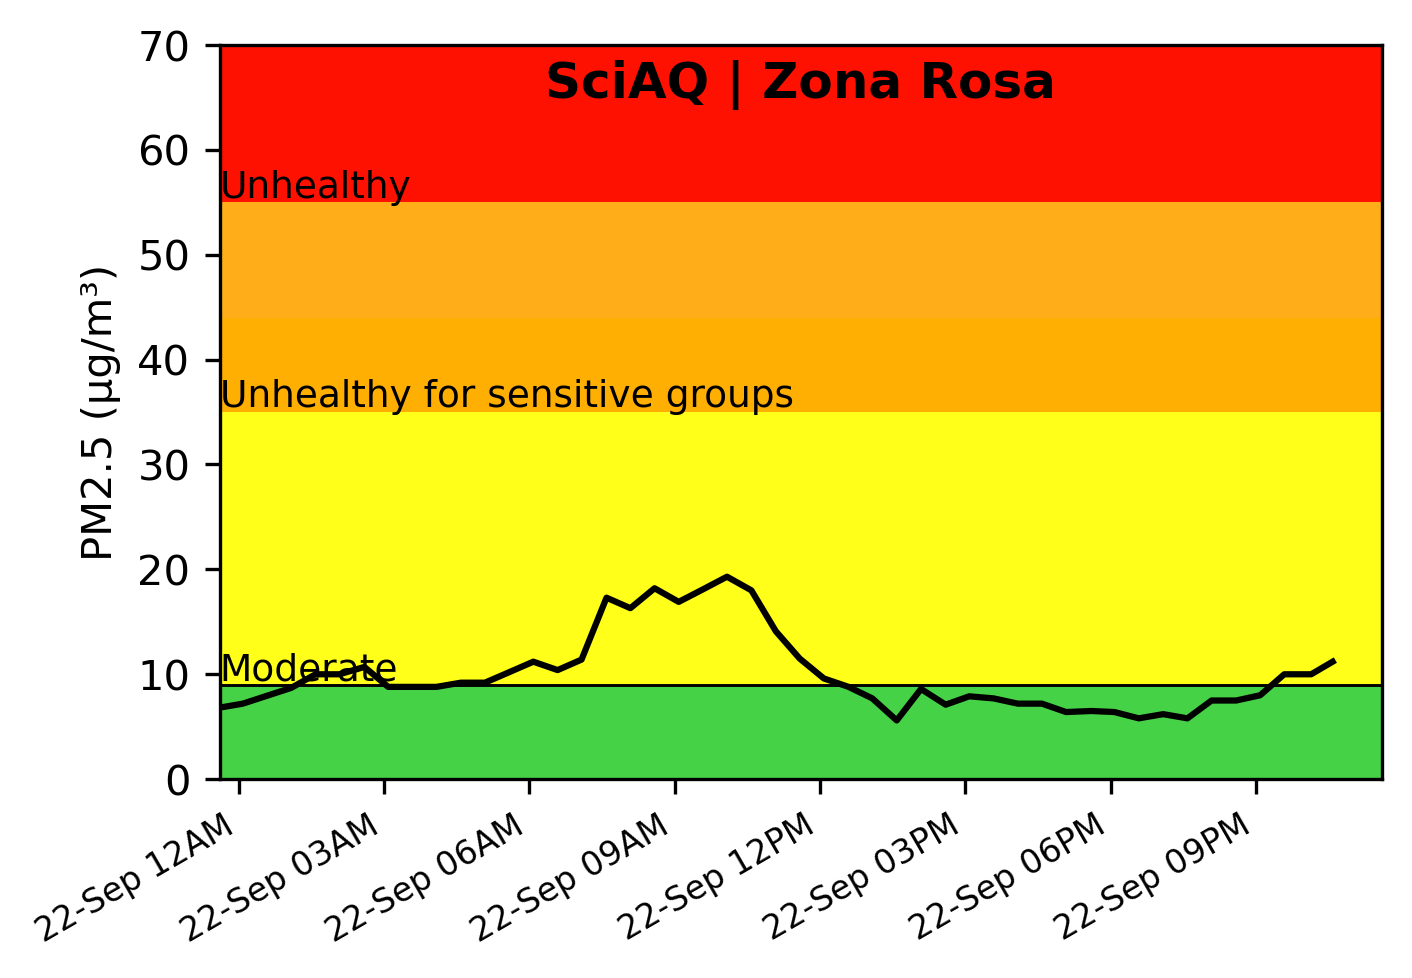 SciAQ | Zona Rosa
PM2.5 (µg/m³)
70
60
50
40
30
20
10
0
Unhealthy
Unhealthy for sensitive groups
Moderate
22-Sep 12AM
22-Sep 03AM
22-Sep 06AM
22-Sep 09AM
22-Sep 12PM
22-Sep 03PM
22-Sep 06PM
22-Sep 09PM